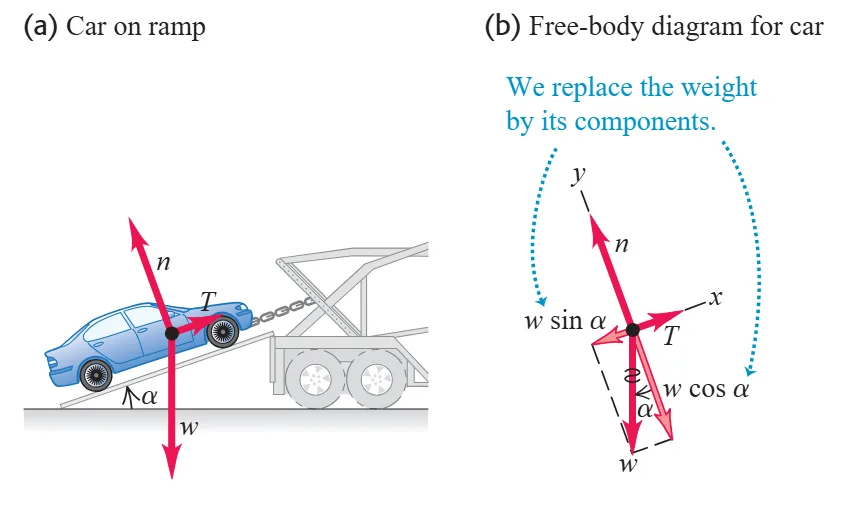 (a) Car on ramp
n
T
α
w
(b) Free-body diagram for car
We replace the weight
by its components.
y
n
x
w sin α
T
w cos α
α
w